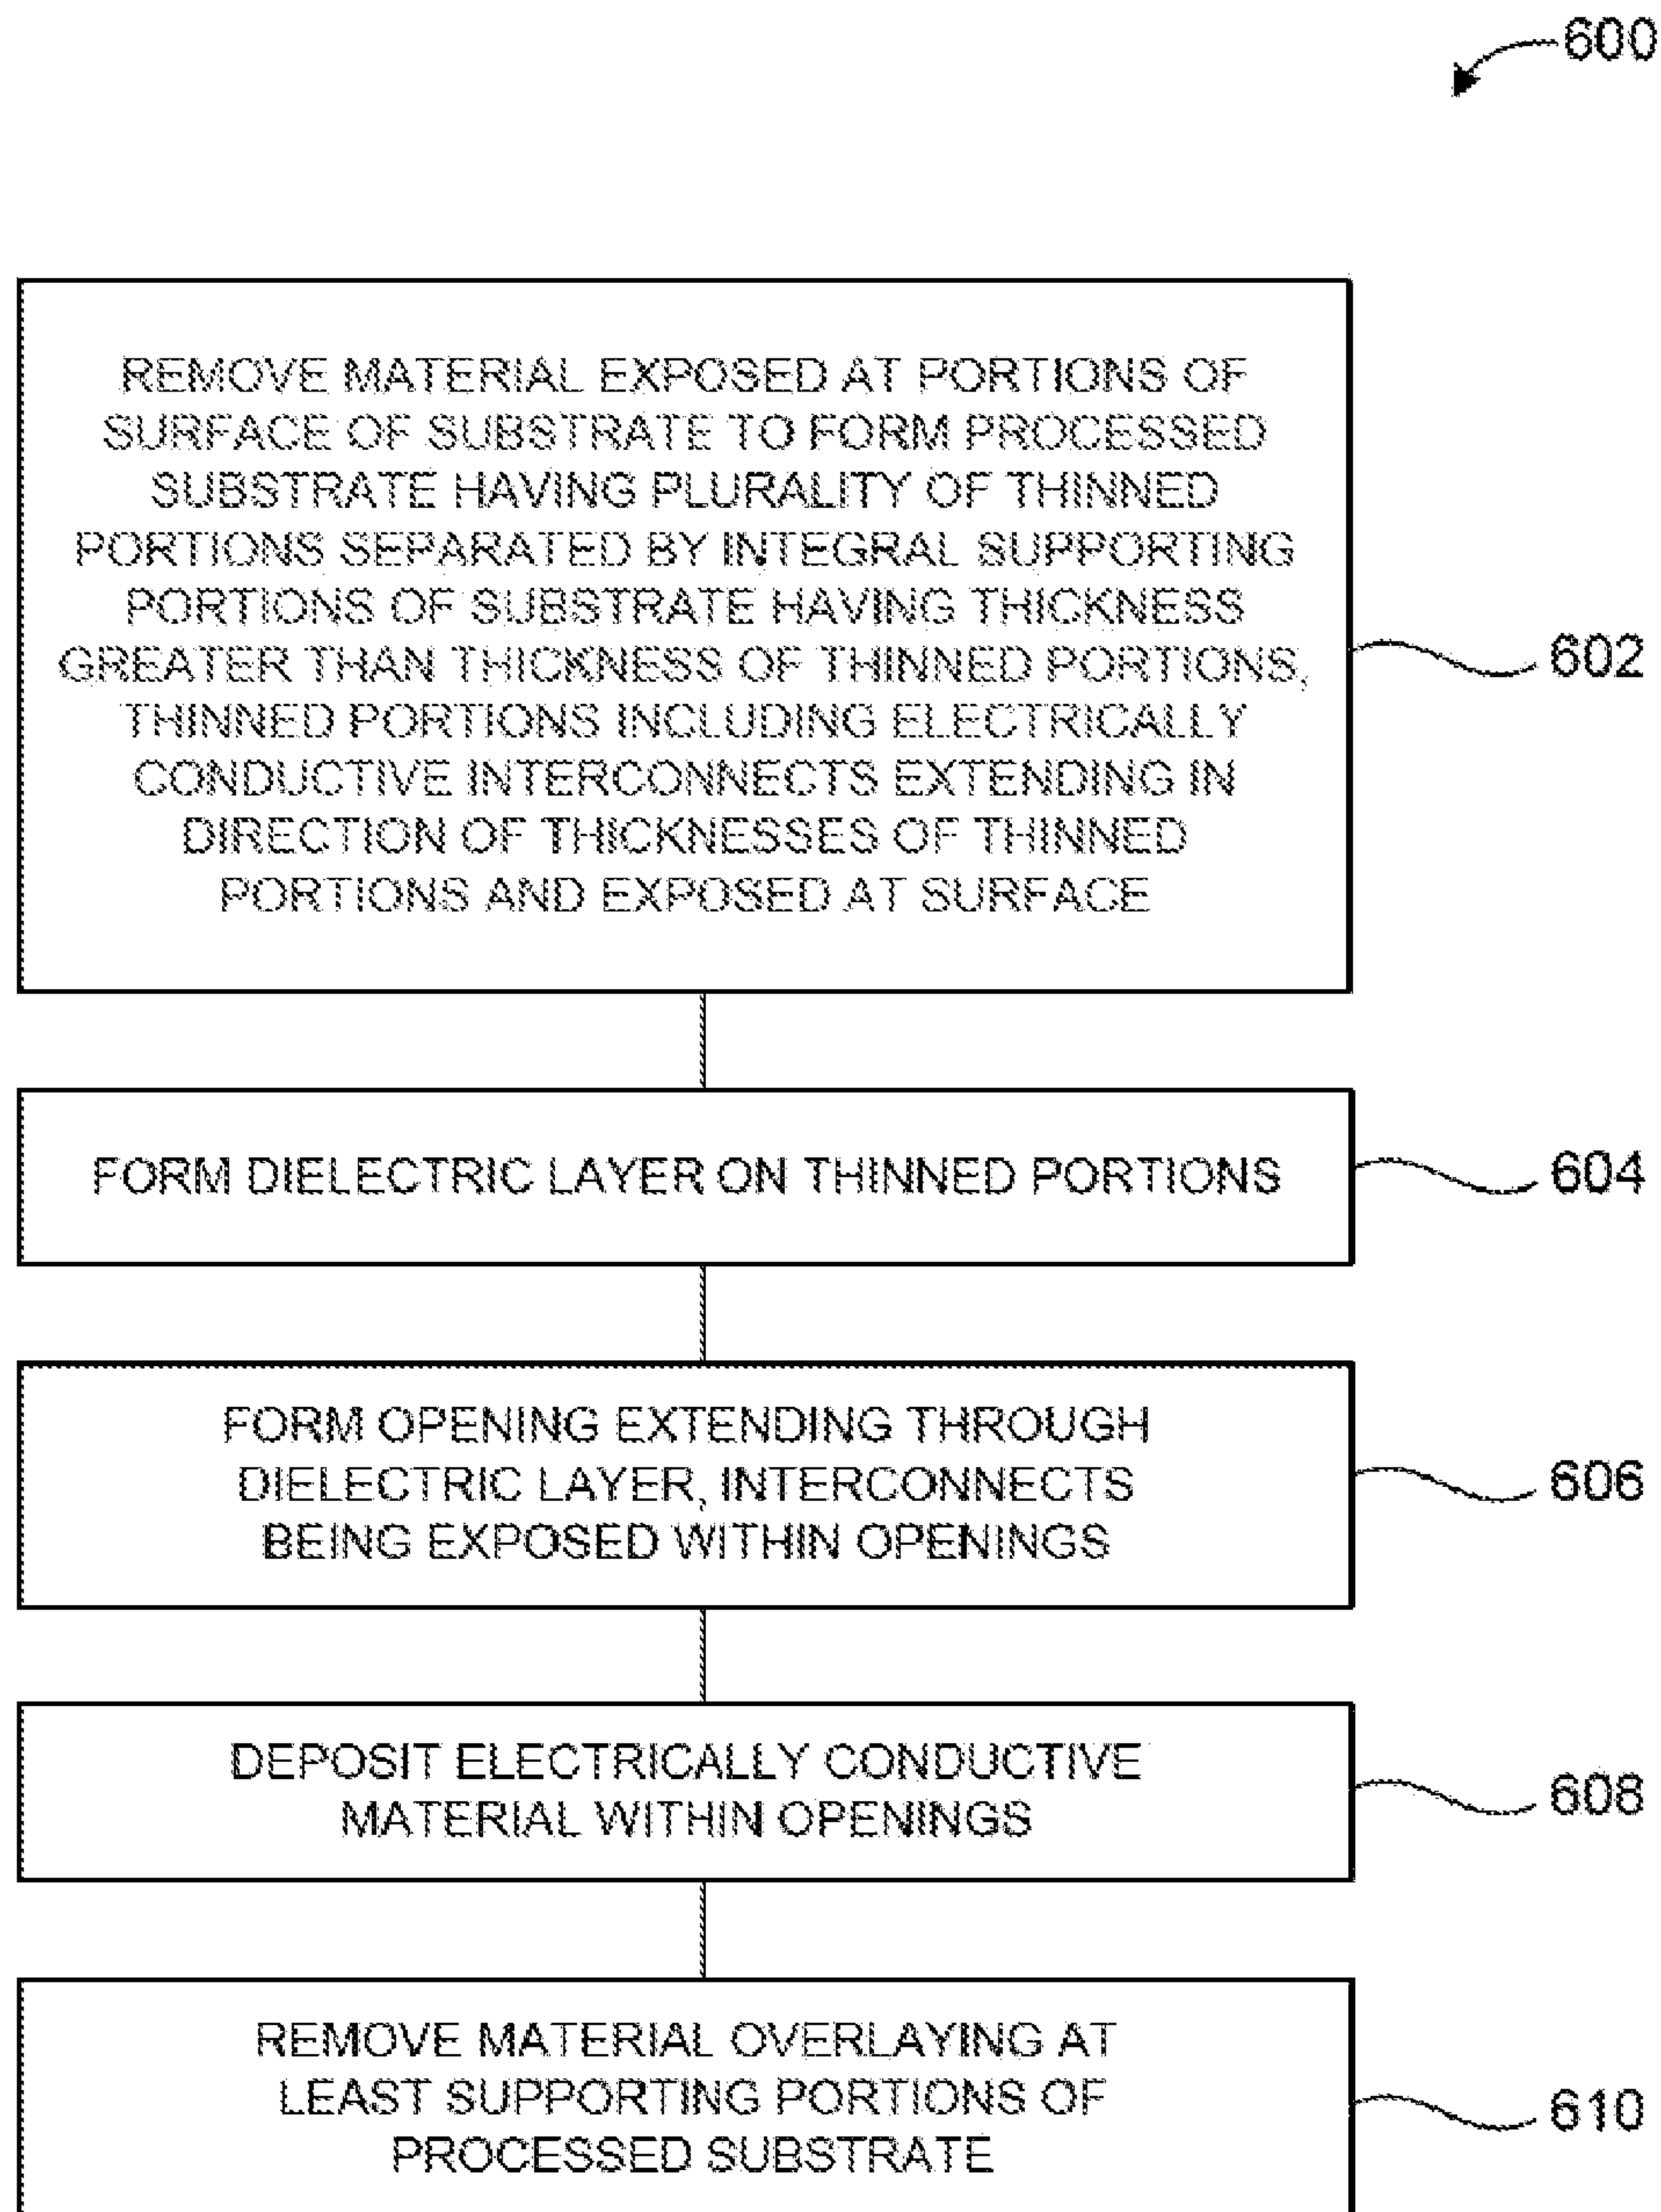 600
REMOVE MATERIAL EXPOSED AT PORTIONS OF
SURFACE OF SUBSTRATE TO FORM PROCESSED
SUBSTRATE HAVING PLURALITY OF THINNED
PORTIONS SEPARATED BY INTEGRAL SUPPORTING
PORTIONS OF SUBSTRATE HAVING THICKNESS
GREATER THAN THICKNESS OF THINNED PORTIONS,
THINNED PORTIONS INCLUDING ELECTRICALLY
CONDUCTIVE INTERCONNECTS EXTENDING IN
DIRECTION OF THICKNESSES OF THINNED
PORTIONS AND EXPOSED AT SURFACE
602
FORM DIELECTRIC LAYER ON THINNED PORTIONS
604
FORM OPENING EXTENDING THROUGH
DIELECTRIC LAYER, INTERCONNECTS
BEING EXPOSED WITHIN OPENINGS
606
DEPOSIT ELECTRICALLY CONDUCTIVE
MATERIAL WITHIN OPENINGS
608
REMOVE MATERIAL OVERLAYING AT
LEAST SUPPORTING PORTIONS OF
PROCESSED SUBSTRATE
610